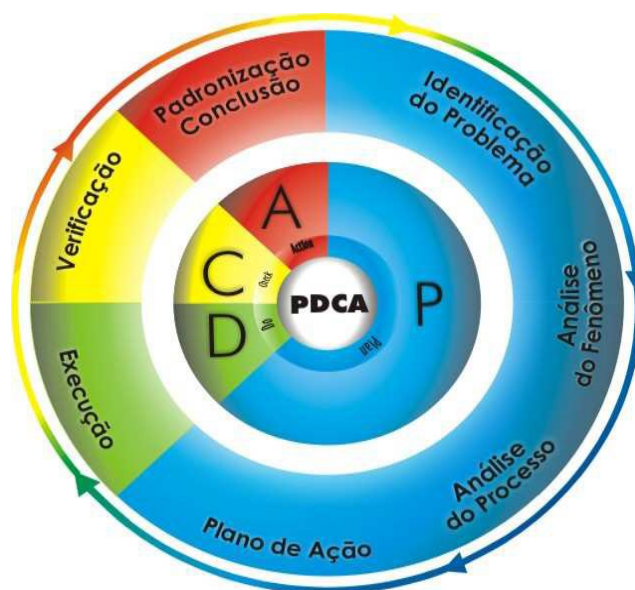 Padronização
Conclusão
Identificação
do Problema
Verificação
Análise
do Fenômeno
Execução
Análise
do Processo
Plano de Ação
A
Action
C
Check
D
Do
P
Plan
PDCA